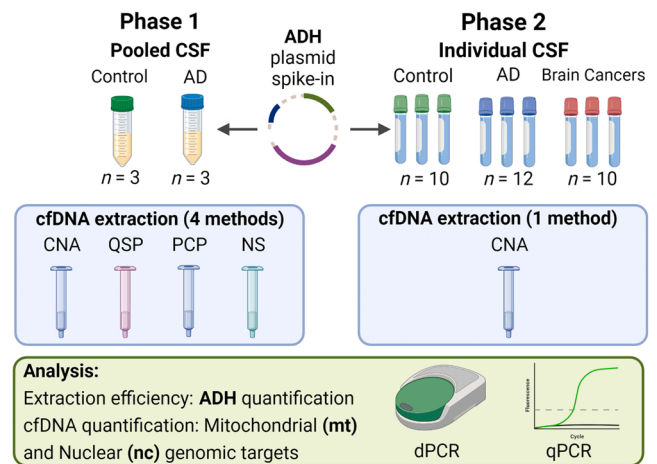 Phase 1
Pooled CSF
Control
AD
n = 3
n = 3
ADH
plasmid
spike-in
Phase 2
Individual CSF
Control
AD
Brain Cancers
n = 10
n = 12
n = 10
cfDNA extraction (4 methods)
CNA
QSP
PCP
NS
cfDNA extraction (1 method)
CNA
Analysis:
Extraction efficiency: ADH quantification
cfDNA quantification: Mitochondrial (mt)
and Nuclear (nc) genomic targets
dPCR
Fluorescence
Cycle
qPCR